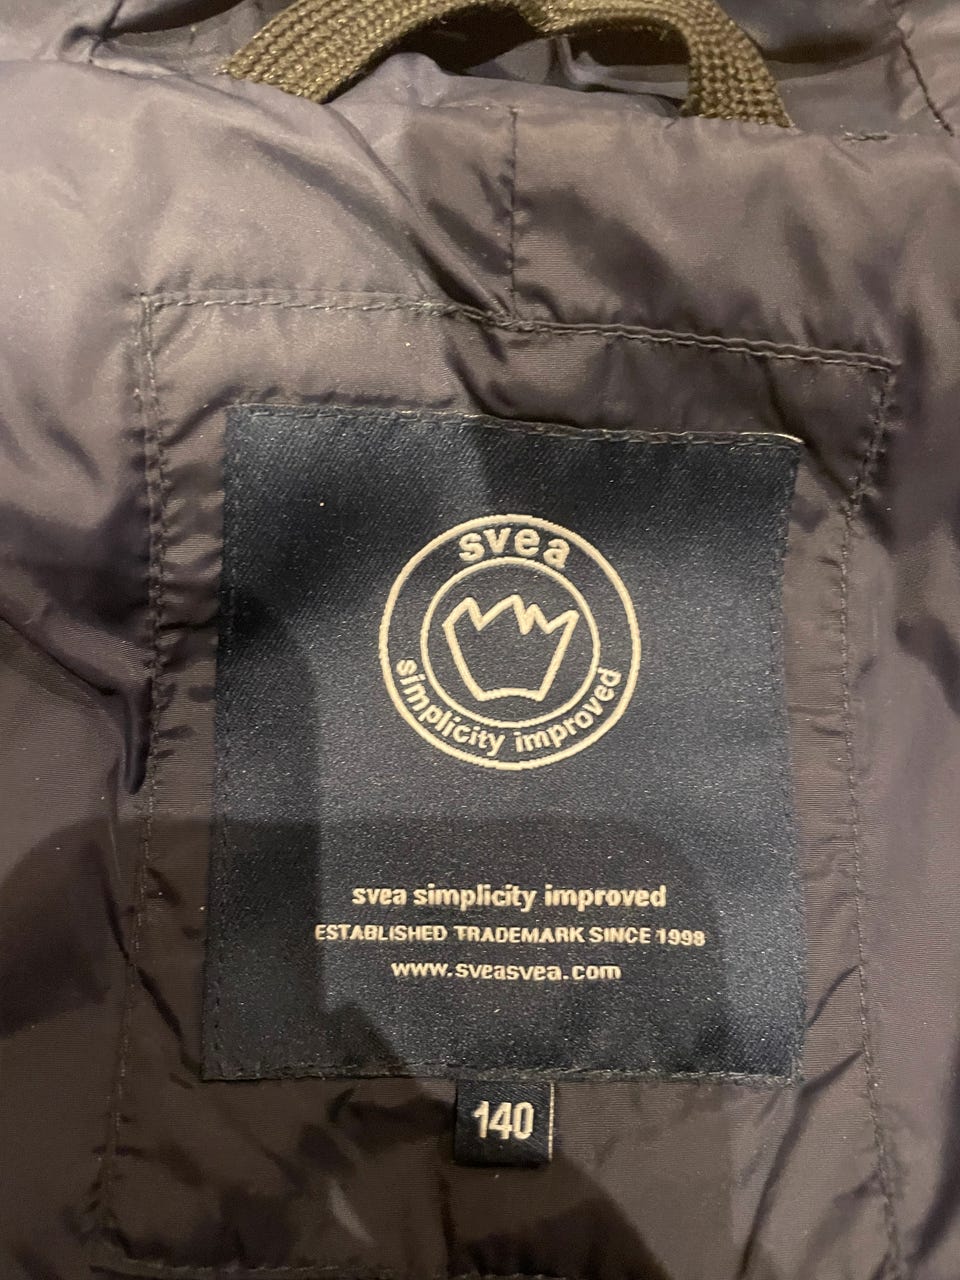 svea
simplicity improved
svea simplicity improved
ESTABLISHED TRADEMARK SINCE 1998
www.sveasvea.com
140